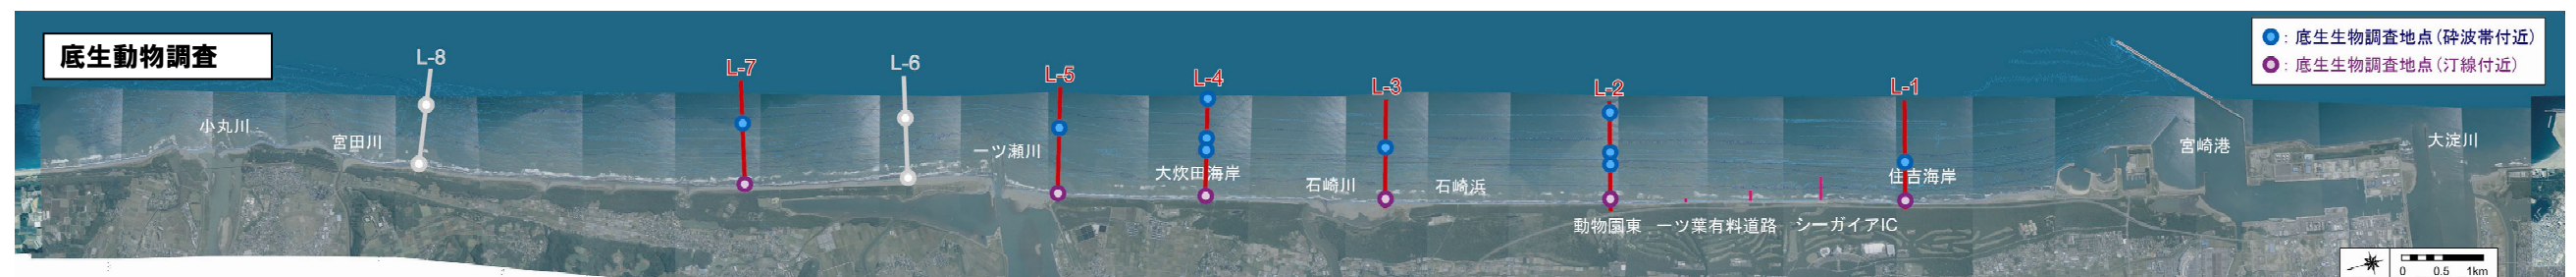 底生動物調査
●：底生生物調査地点（砕波帯付近）
●：底生生物調査地点（汀線付近）
L-8
L-7
L-6
L-5
L-4
L-3
L-2
L-1
小丸川
宮田川
一ツ瀬川
大炊田海岸
石崎川
石崎浜
動物園東
一ツ葉有料道路
シーガイアIC
住吉海岸
宮崎港
大淀川
0 0.5 1km